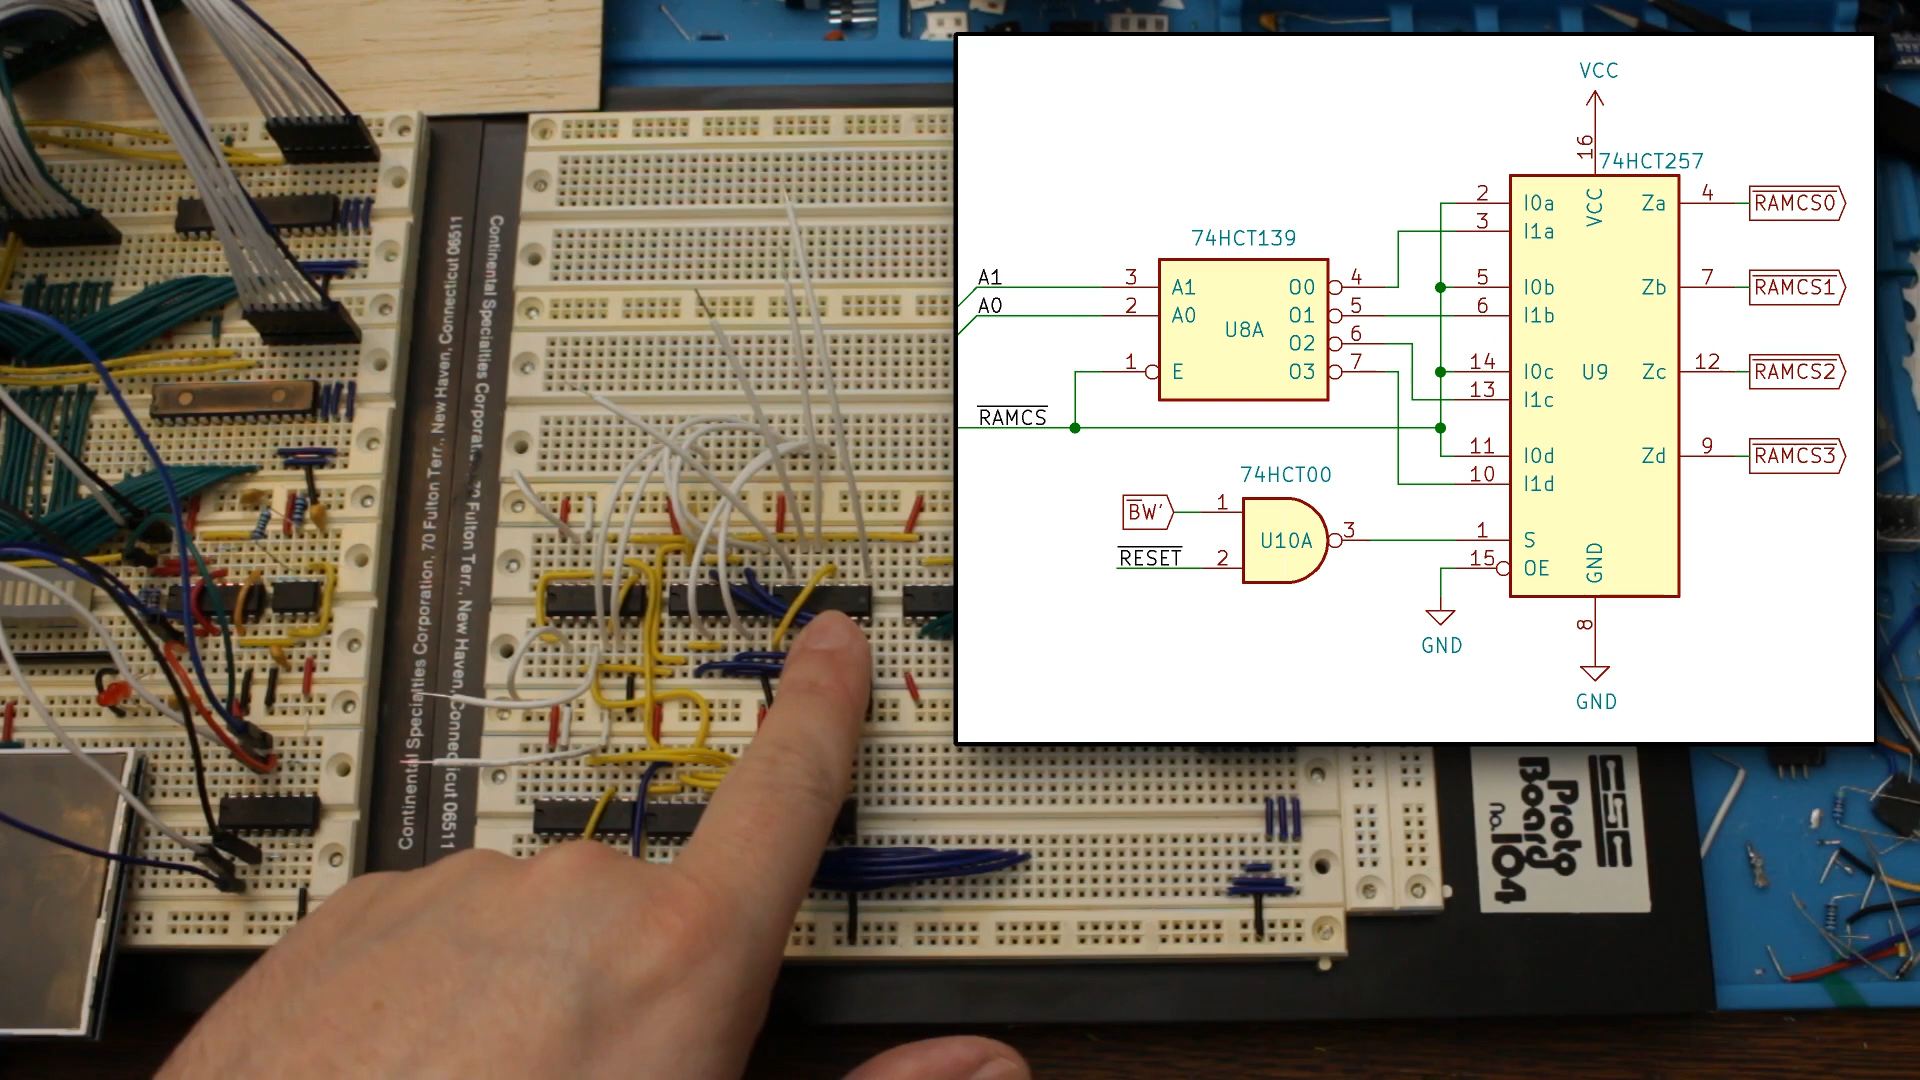 Continental Specialties Corporation, 70 Fulton Terr., New Haven, Connecticut 06511
Continental Specialties Corporation, 70 Fulton Terr., New Haven, Connecticut 06511
CSC
Proto
Board
No. 104
VCC
16
74HCT257
2 I0a VCC Za 4 RAMCS0
3 I1a
74HCT139
A1 3 A1 O0 4 5 I0b Zb 7 RAMCS1
A0 2 A0 O1 5 6 I1b
U8A O2 6
1 E O3 7 14 I0c U9 Zc 12 RAMCS2
13 I1c
RAMCS
11 I0d Zd 9 RAMCS3
74HCT00
10 I1d
B̅W' 1
U10A 3 1 S
RESET 2 15 OE GND
GND
8
GND